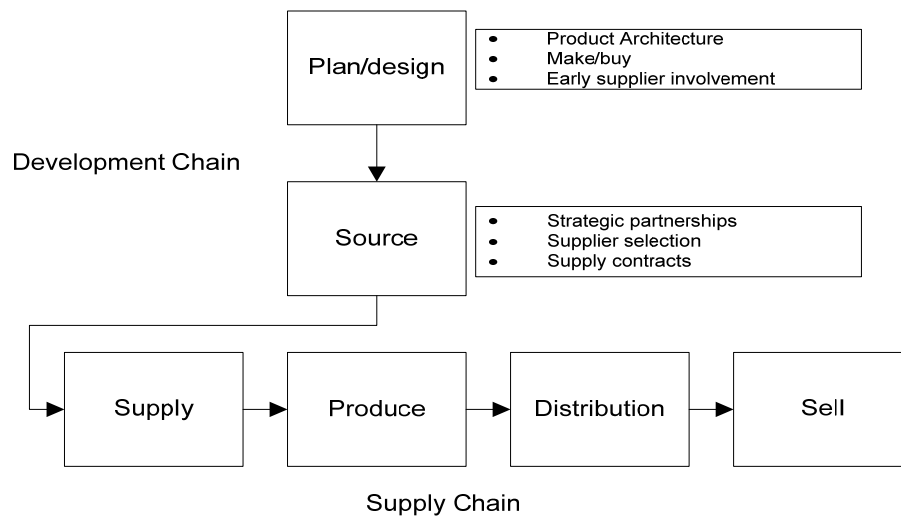 Plan/design
• Product Architecture
• Make/buy
• Early supplier involvement
Development Chain
Source
• Strategic partnerships
• Supplier selection
• Supply contracts
Supply
Produce
Distribution
Sell
Supply Chain